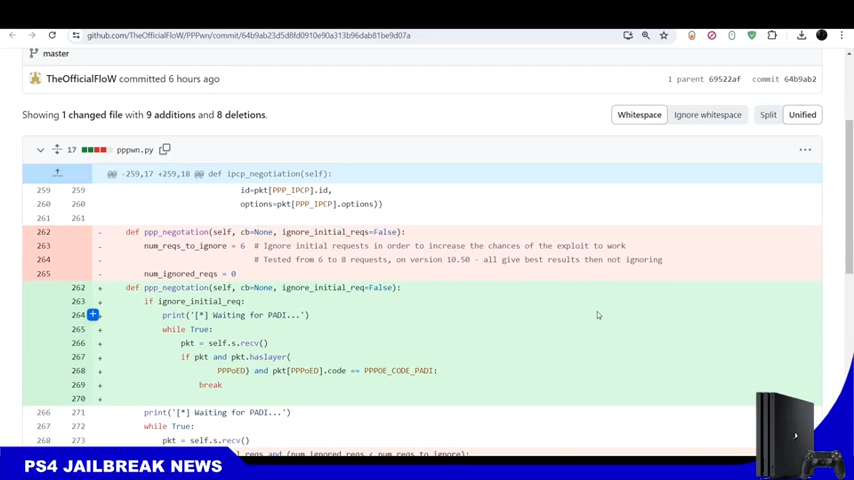 github.com/TheOfficialFloW/PPPwn/commit/64b9ab23d5d8fd0910e90a313b96dab81be9d07a
master
TheOfficialFloW committed 6 hours ago
1 parent 69522af commit 64b9ab2
Showing 1 changed file with 9 additions and 8 deletions.
Whitespace Ignore whitespace Split Unified
17 pppwn.py
@@ -259,17 +259,18 @@ def ipcp_negotiation(self):
259 259 id=pkt[PPP_IPCP].id,
260 260 options=pkt[PPP_IPCP].options))
261 261
262 - def ppp_negotation(self, cb=None, ignore_initial_reqs=False):
263 - num_reqs_to_ignore = 6 # Ignore initial requests in order to increase the chances of the exploit to work
264 - # Tested from 6 to 8 requests, on version 10.50 - all give best results then not ignoring
265 - num_ignored_reqs = 0
262 + def ppp_negotation(self, cb=None, ignore_initial_req=False):
263 + if ignore_initial_req:
264 + print('[*] Waiting for PADI...')
265 + while True:
266 + pkt = self.s.recv()
267 + if pkt and pkt.haslayer(
268 + PPPoED) and pkt[PPPoED].code == PPPOE_CODE_PADI:
269 + break
270 +
266 271 print('[*] Waiting for PADI...')
267 272 while True:
268 273 pkt = self.s.recv()
reqs and (num_ignored_reqs < num_reqs_to_ignore):
PS4 JAILBREAK NEWS